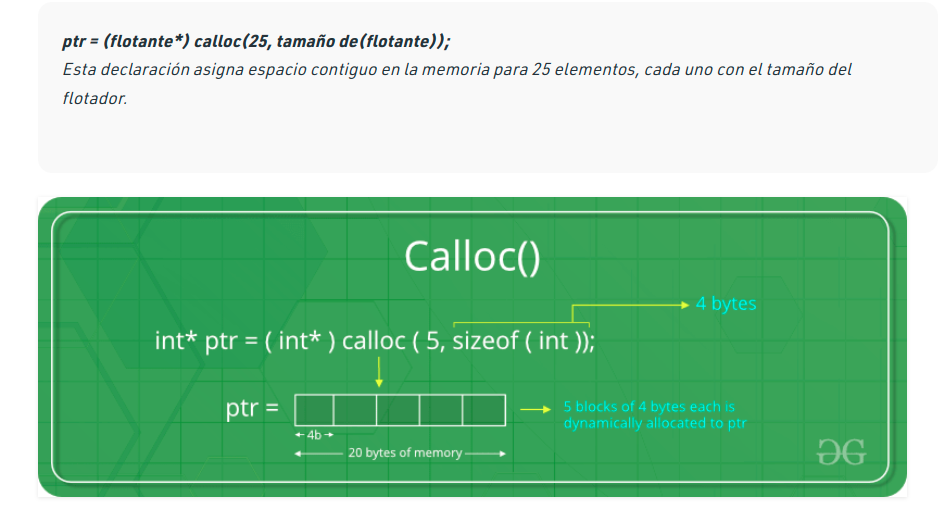 ptr = (flotante*) calloc(25, tamaño de(flotante));
Esta declaración asigna espacio contiguo en la memoria para 25 elementos, cada uno con el tamaño del
flotador.
Calloc()
4 bytes
int* ptr = ( int* ) calloc ( 5, sizeof ( int ));
ptr =
5 blocks of 4 bytes each is
dynamically allocated to ptr
4b
20 bytes of memory